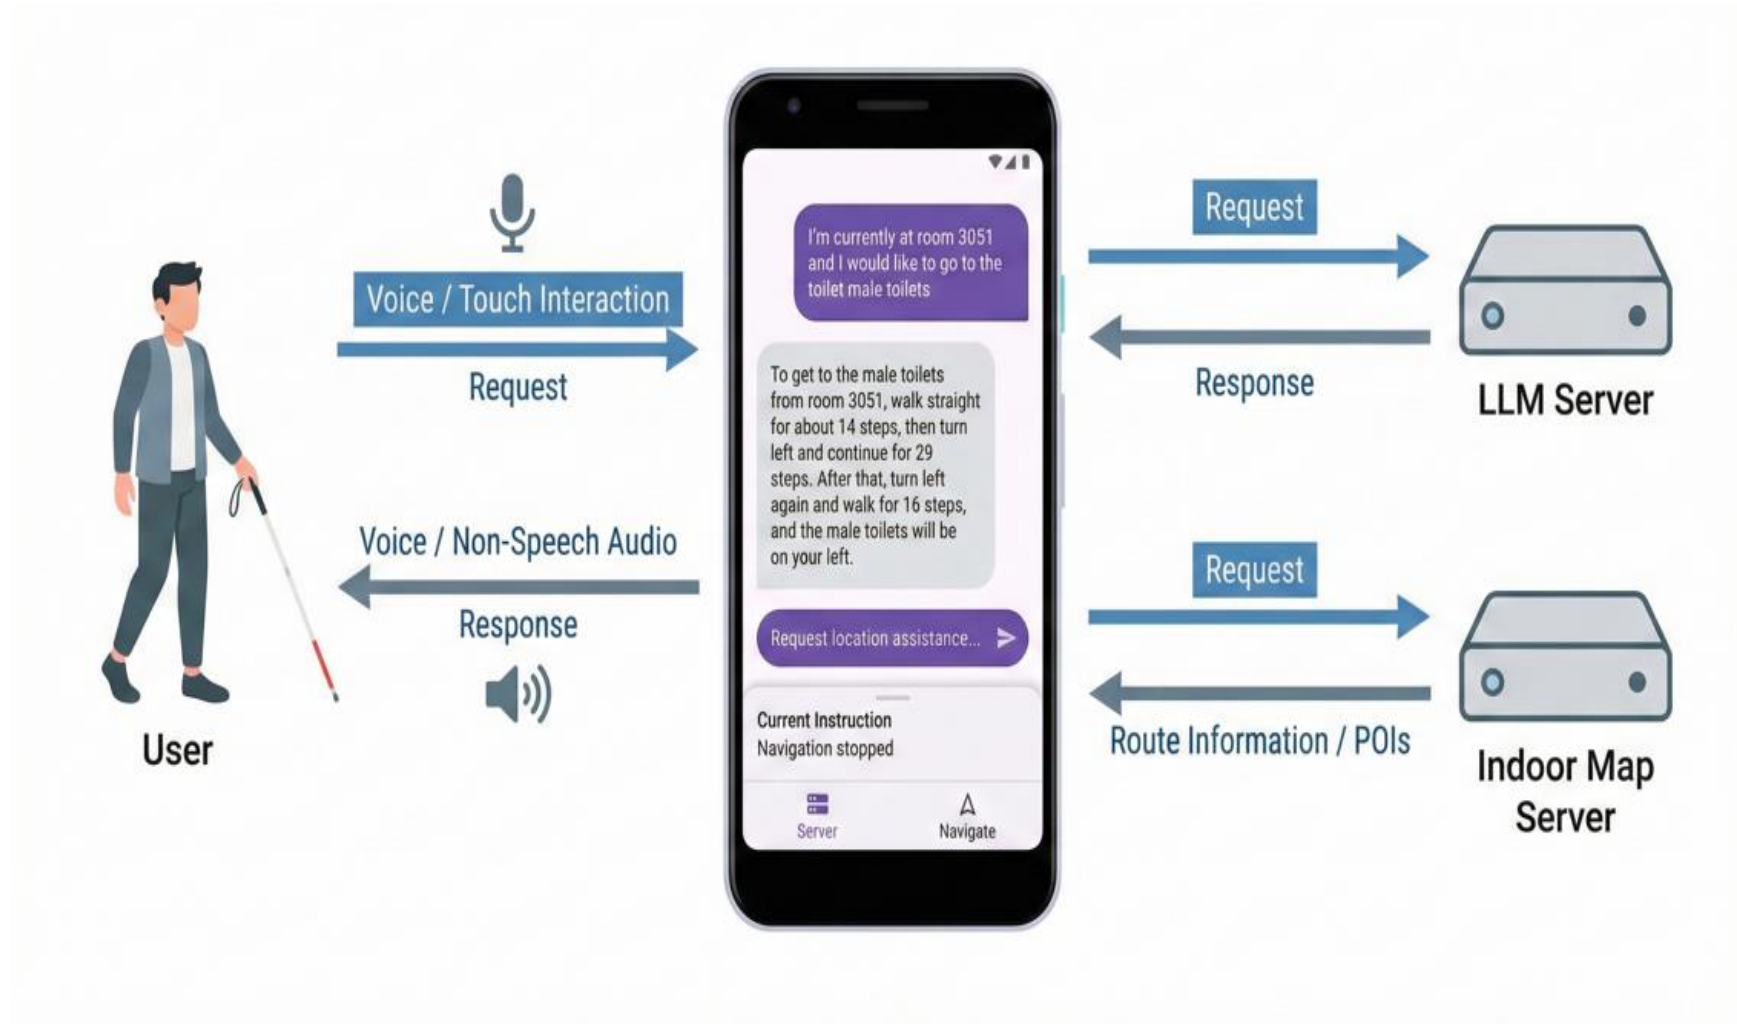 Voice / Touch Interaction
Request
Voice / Non-Speech Audio
Response
User
I'm currently at room 3051
and I would like to go to the
toilet male toilets
To get to the male toilets
from room 3051, walk straight
for about 14 steps, then turn
left and continue for 29
steps. After that, turn left
again and walk for 16 steps,
and the male toilets will be
on your left.
Request location assistance...
Current Instruction
Navigation stopped
Server
Navigate
Request
Response
LLM Server
Request
Route Information / POIs
Indoor Map
Server